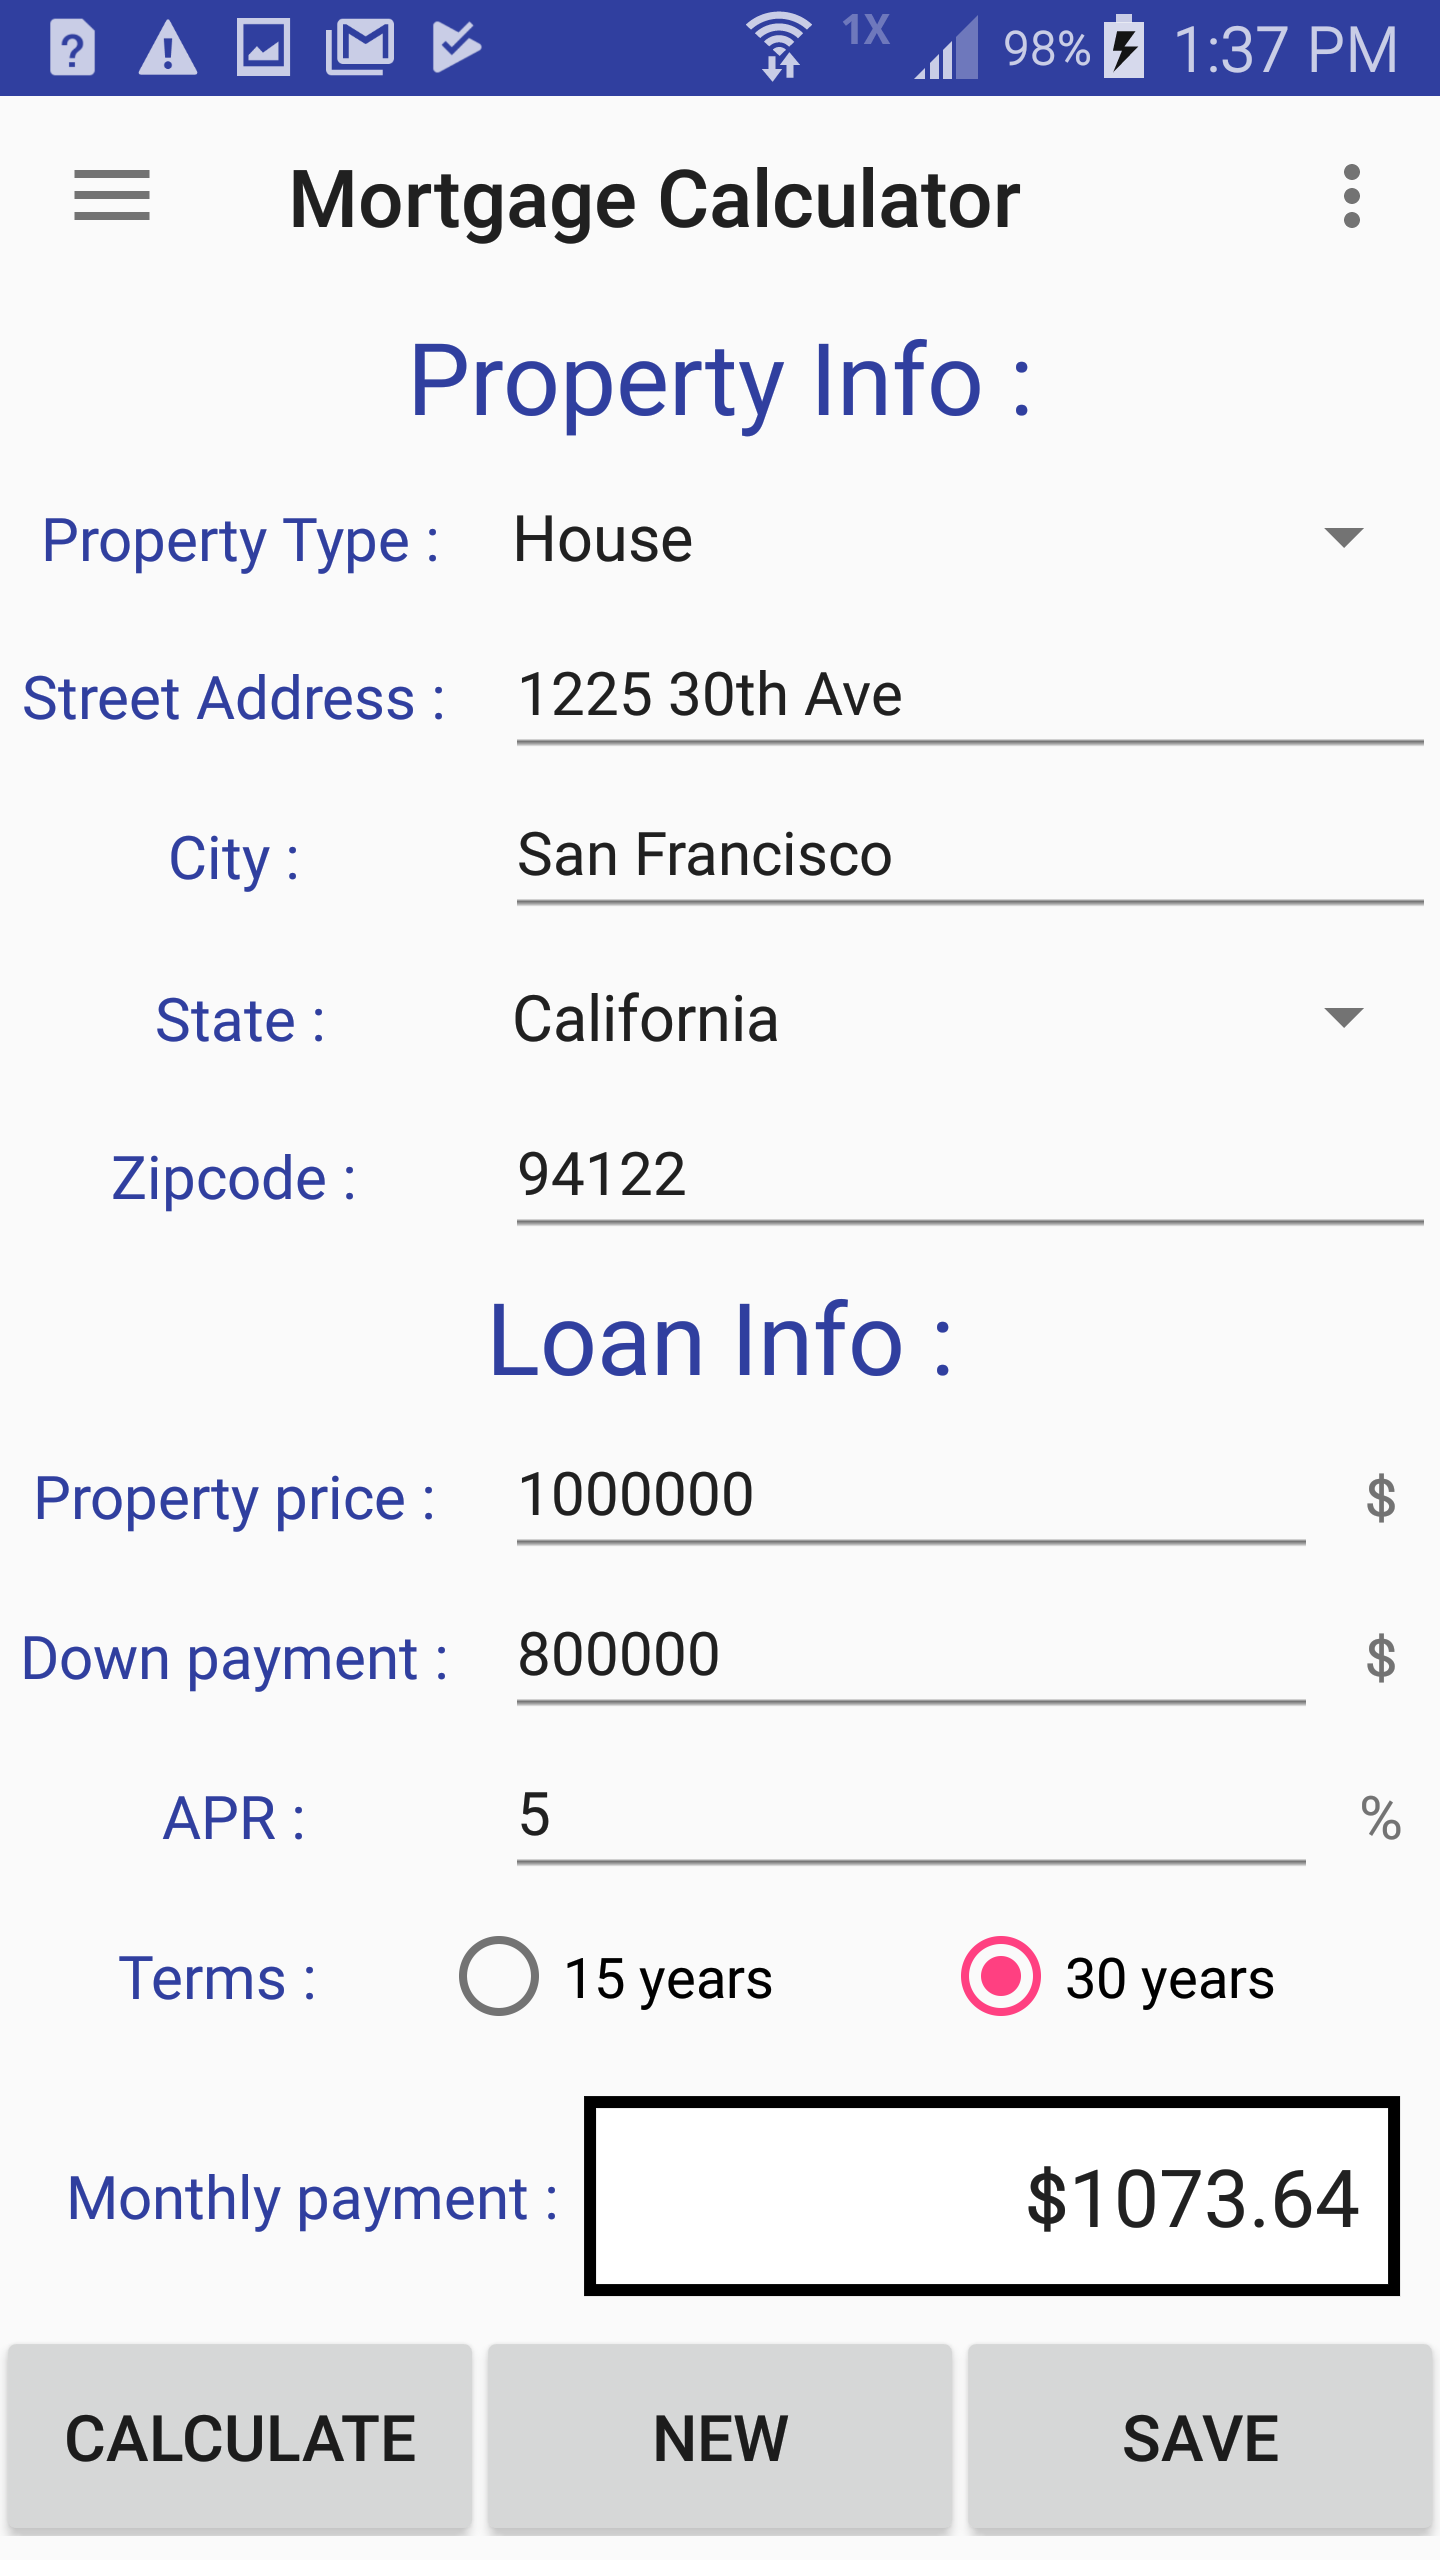 1X 98% 1:37 PM
Mortgage Calculator
Property Info :
Property Type : House
Street Address : 1225 30th Ave
City : San Francisco
State : California
Zipcode : 94122
Loan Info :
Property price : 1000000 $
Down payment : 800000 $
APR : 5 %
Terms : 15 years 30 years
Monthly payment : $1073.64
CALCULATE NEW SAVE